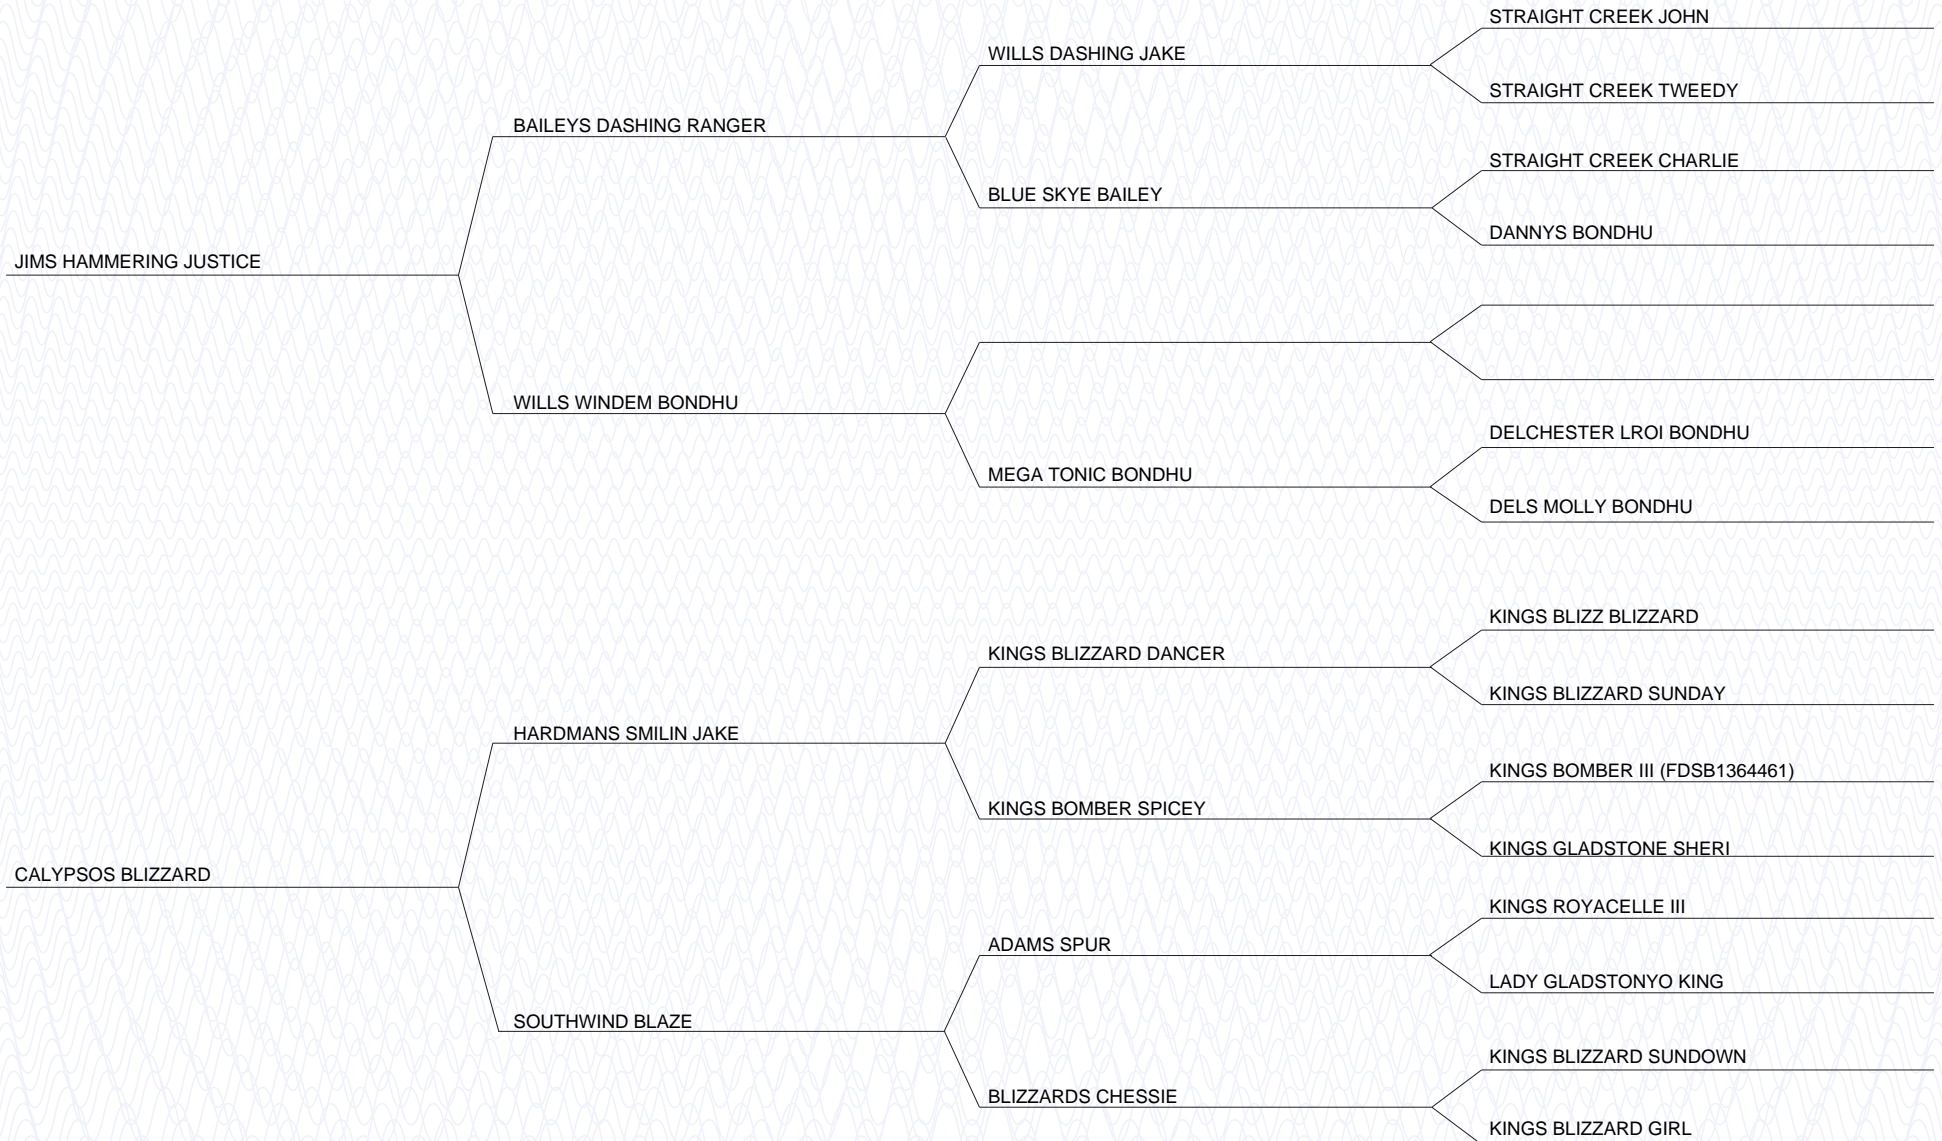 STRAIGHT CREEK JOHN
WILLS DASHING JAKE
STRAIGHT CREEK TWEEDY
BAILEYS DASHING RANGER
STRAIGHT CREEK CHARLIE
BLUE SKYE BAILEY
DANNYS BONDHU
JIMS HAMMERING JUSTICE
WILLS WINDEM BONDHU
DELCHESTER LROI BONDHU
MEGA TONIC BONDHU
DELS MOLLY BONDHU
KINGS BLIZZ BLIZZARD
KINGS BLIZZARD DANCER
KINGS BLIZZARD SUNDAY
HARDMANS SMILIN JAKE
KINGS BOMBER III (FDSB1364461)
KINGS BOMBER SPICEY
KINGS GLADSTONE SHERI
CALYPSOS BLIZZARD
KINGS ROYACELLE III
ADAMS SPUR
LADY GLADSTONYO KING
SOUTHWIND BLAZE
KINGS BLIZZARD SUNDOWN
BLIZZARDS CHESSIE
KINGS BLIZZARD GIRL